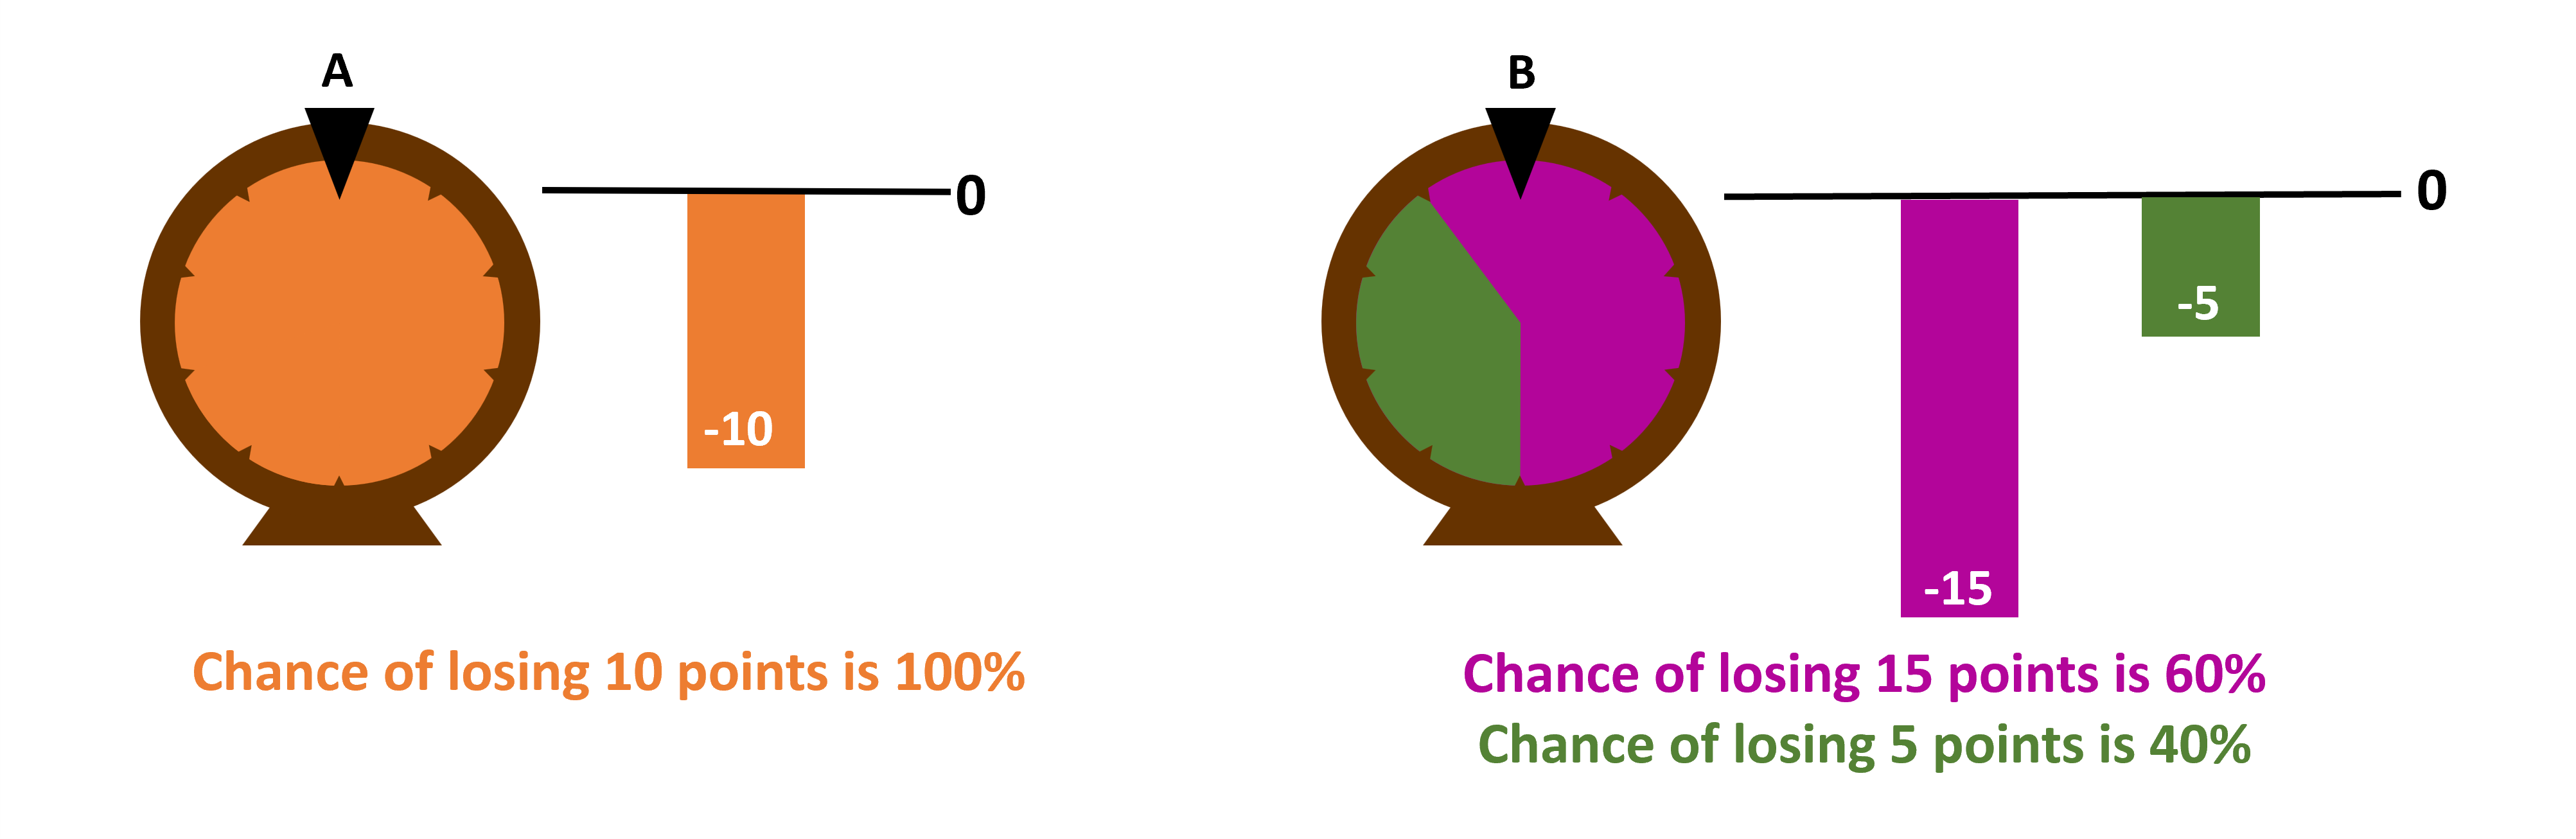 A
0
-10
Chance of losing 10 points is 100%
B
0
-15
-5
Chance of losing 15 points is 60%
Chance of losing 5 points is 40%